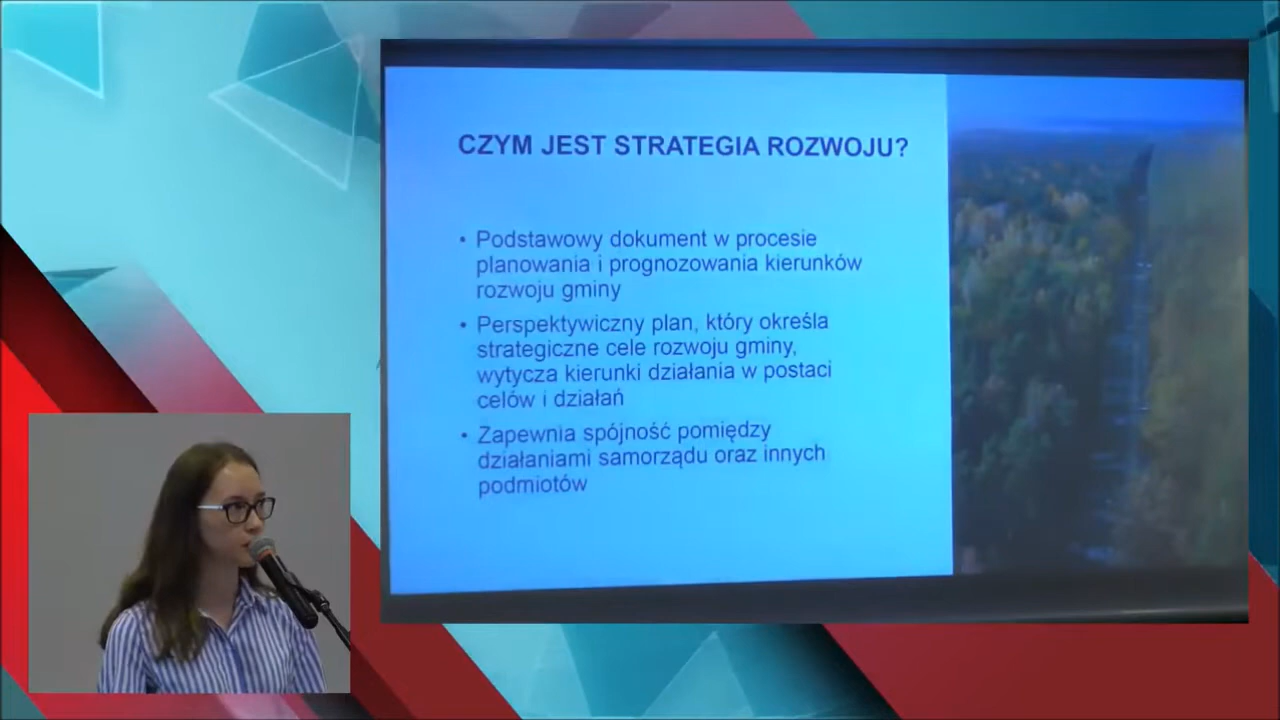 CZYM JEST STRATEGIA ROZWOJU?
• Podstawowy dokument w procesie
planowania i prognozowania kierunków
rozwoju gminy
• Perspektywiczny plan, który określa
strategiczne cele rozwoju gminy,
wytycza kierunki działania w postaci
celów i działań
• Zapewnia spójność pomiędzy
działaniami samorządu oraz innych
podmiotów